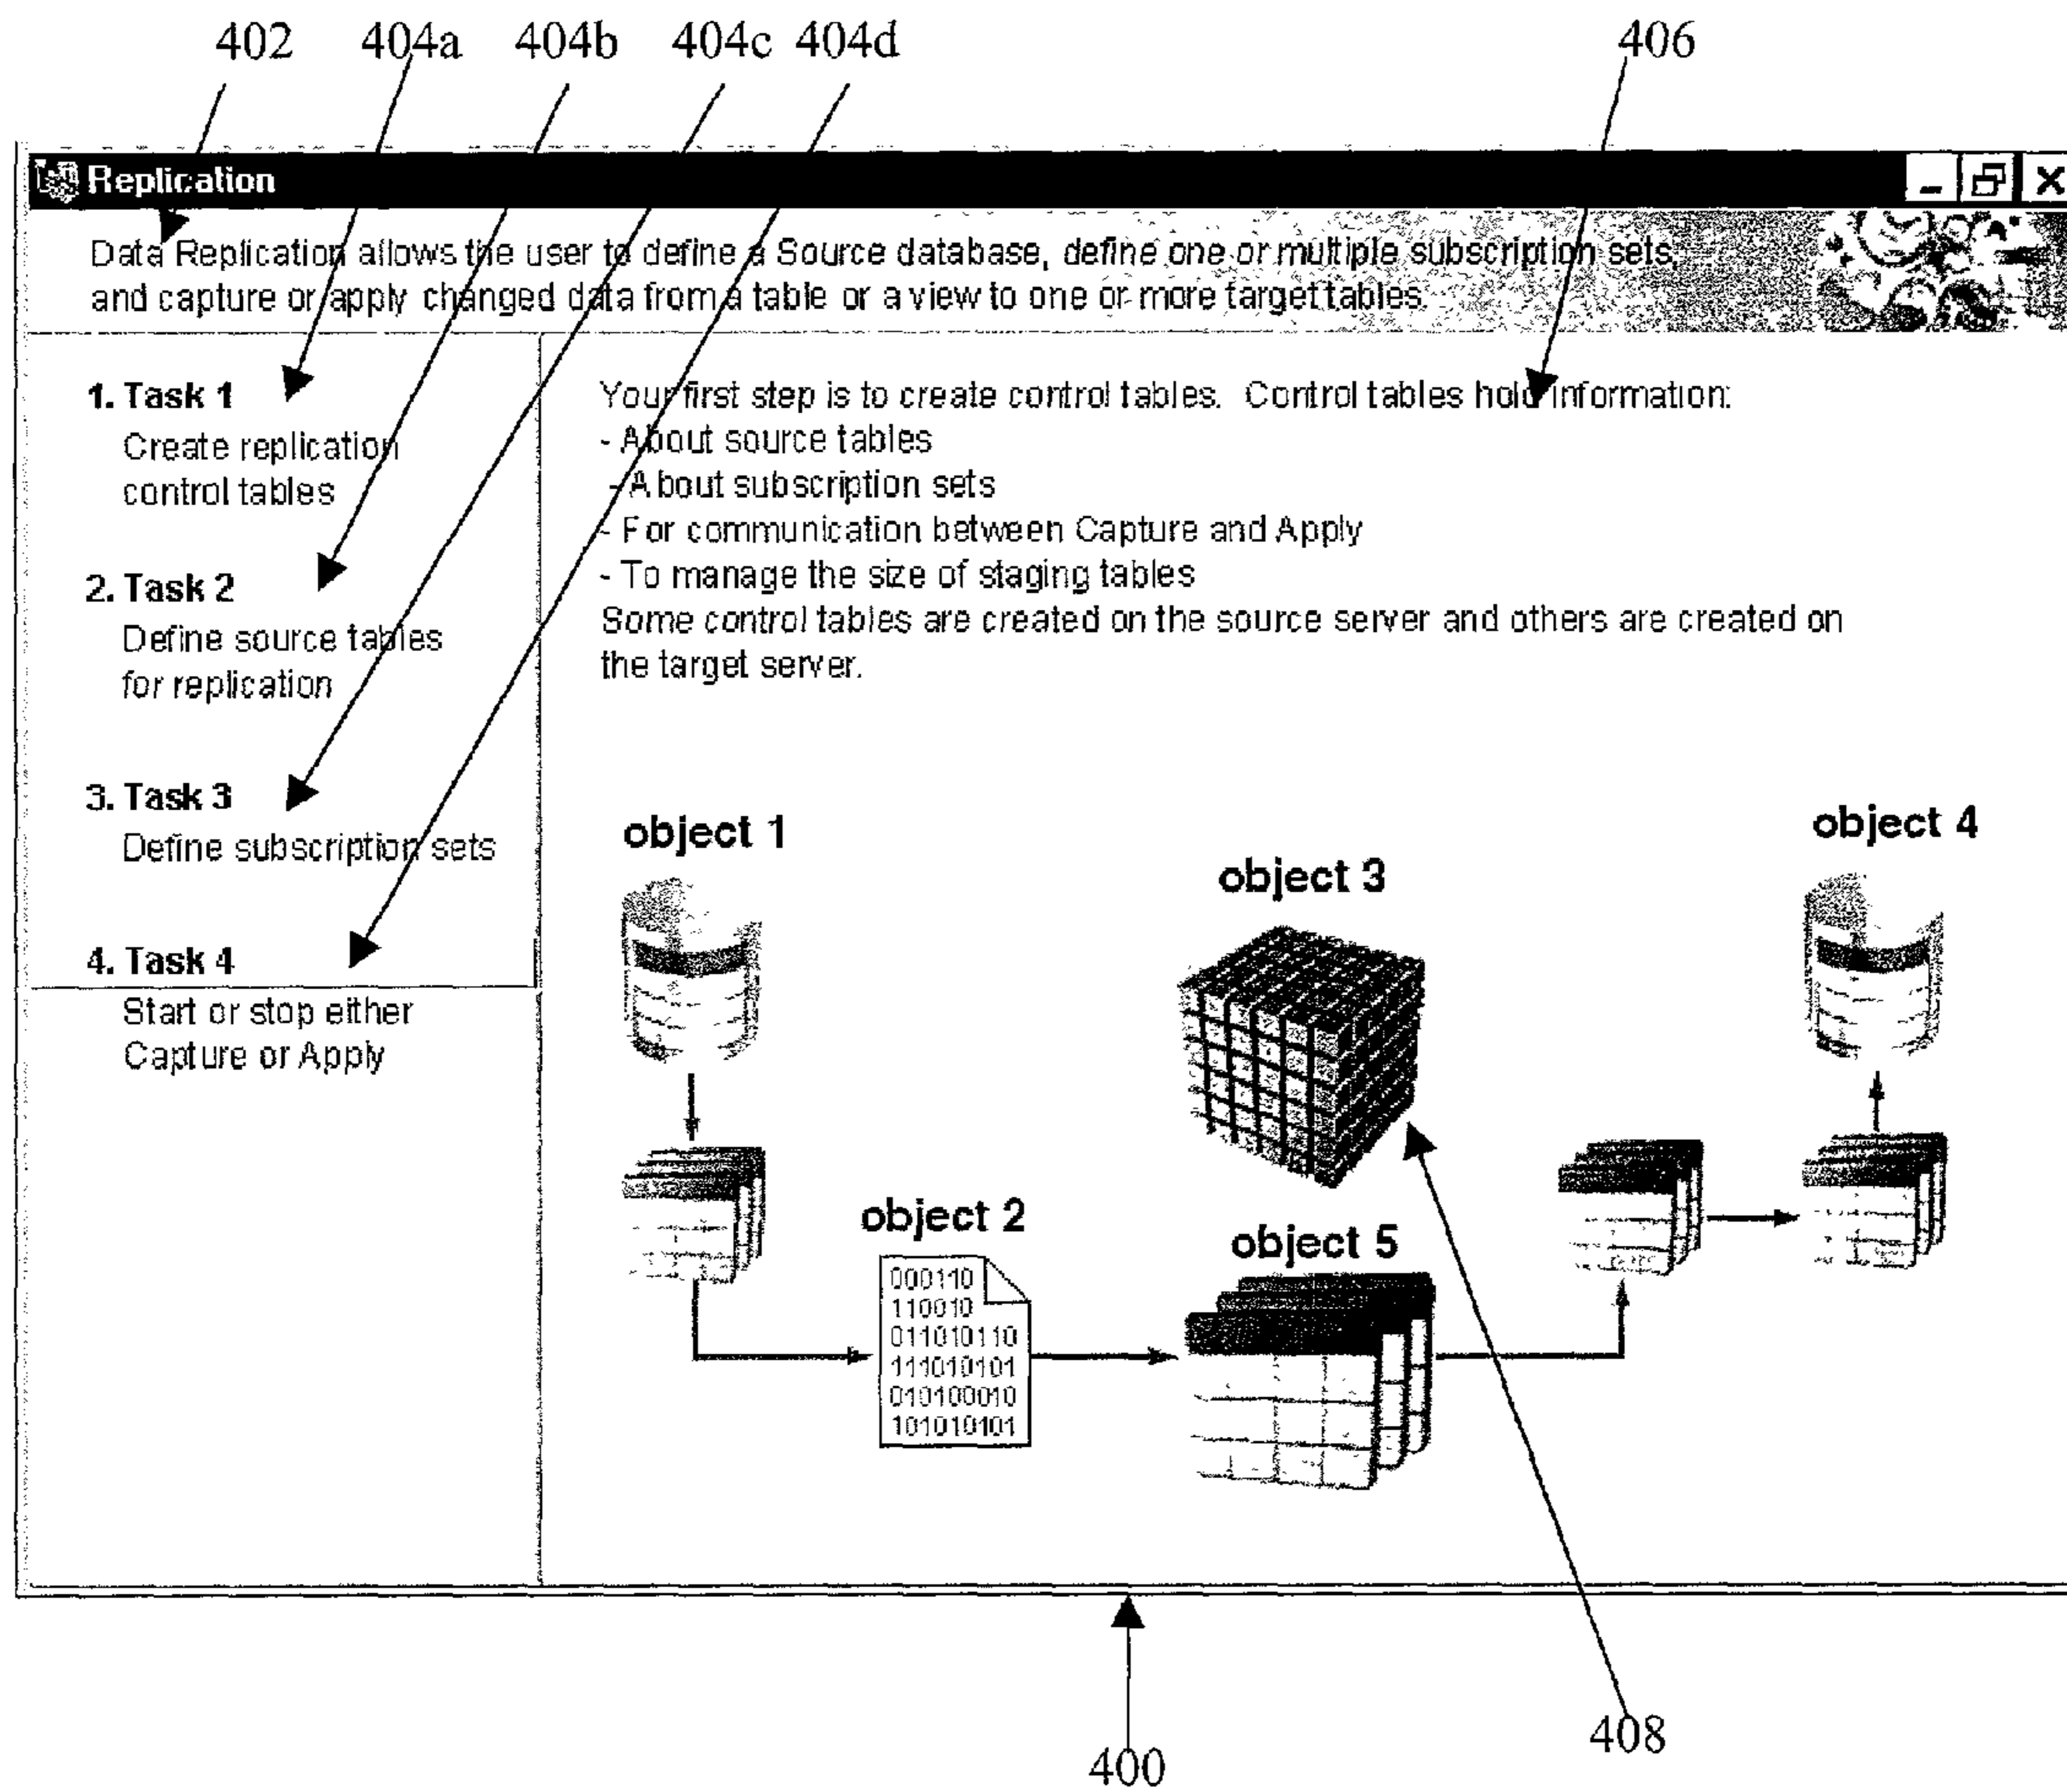 402 404a 404b 404c 404d 406
Replication
Data Replication allows the user to define a Source database, define one or multiple subscription sets,
and capture or apply changed data from a table or a view to one or more target tables.
1. Task 1
Create replication
control tables
2. Task 2
Define source tables
for replication
3. Task 3
Define subscription sets
4. Task 4
Start or stop either
Capture or Apply
Your first step is to create control tables. Control tables hold information:
- About source tables
- About subscription sets
- For communication between Capture and Apply
- To manage the size of staging tables
Some control tables are created on the source server and others are created on
the target server.
object 1
object 3
object 4
object 2
object 5
000110
110010
011010110
111010101
010100010
101010101
408
400